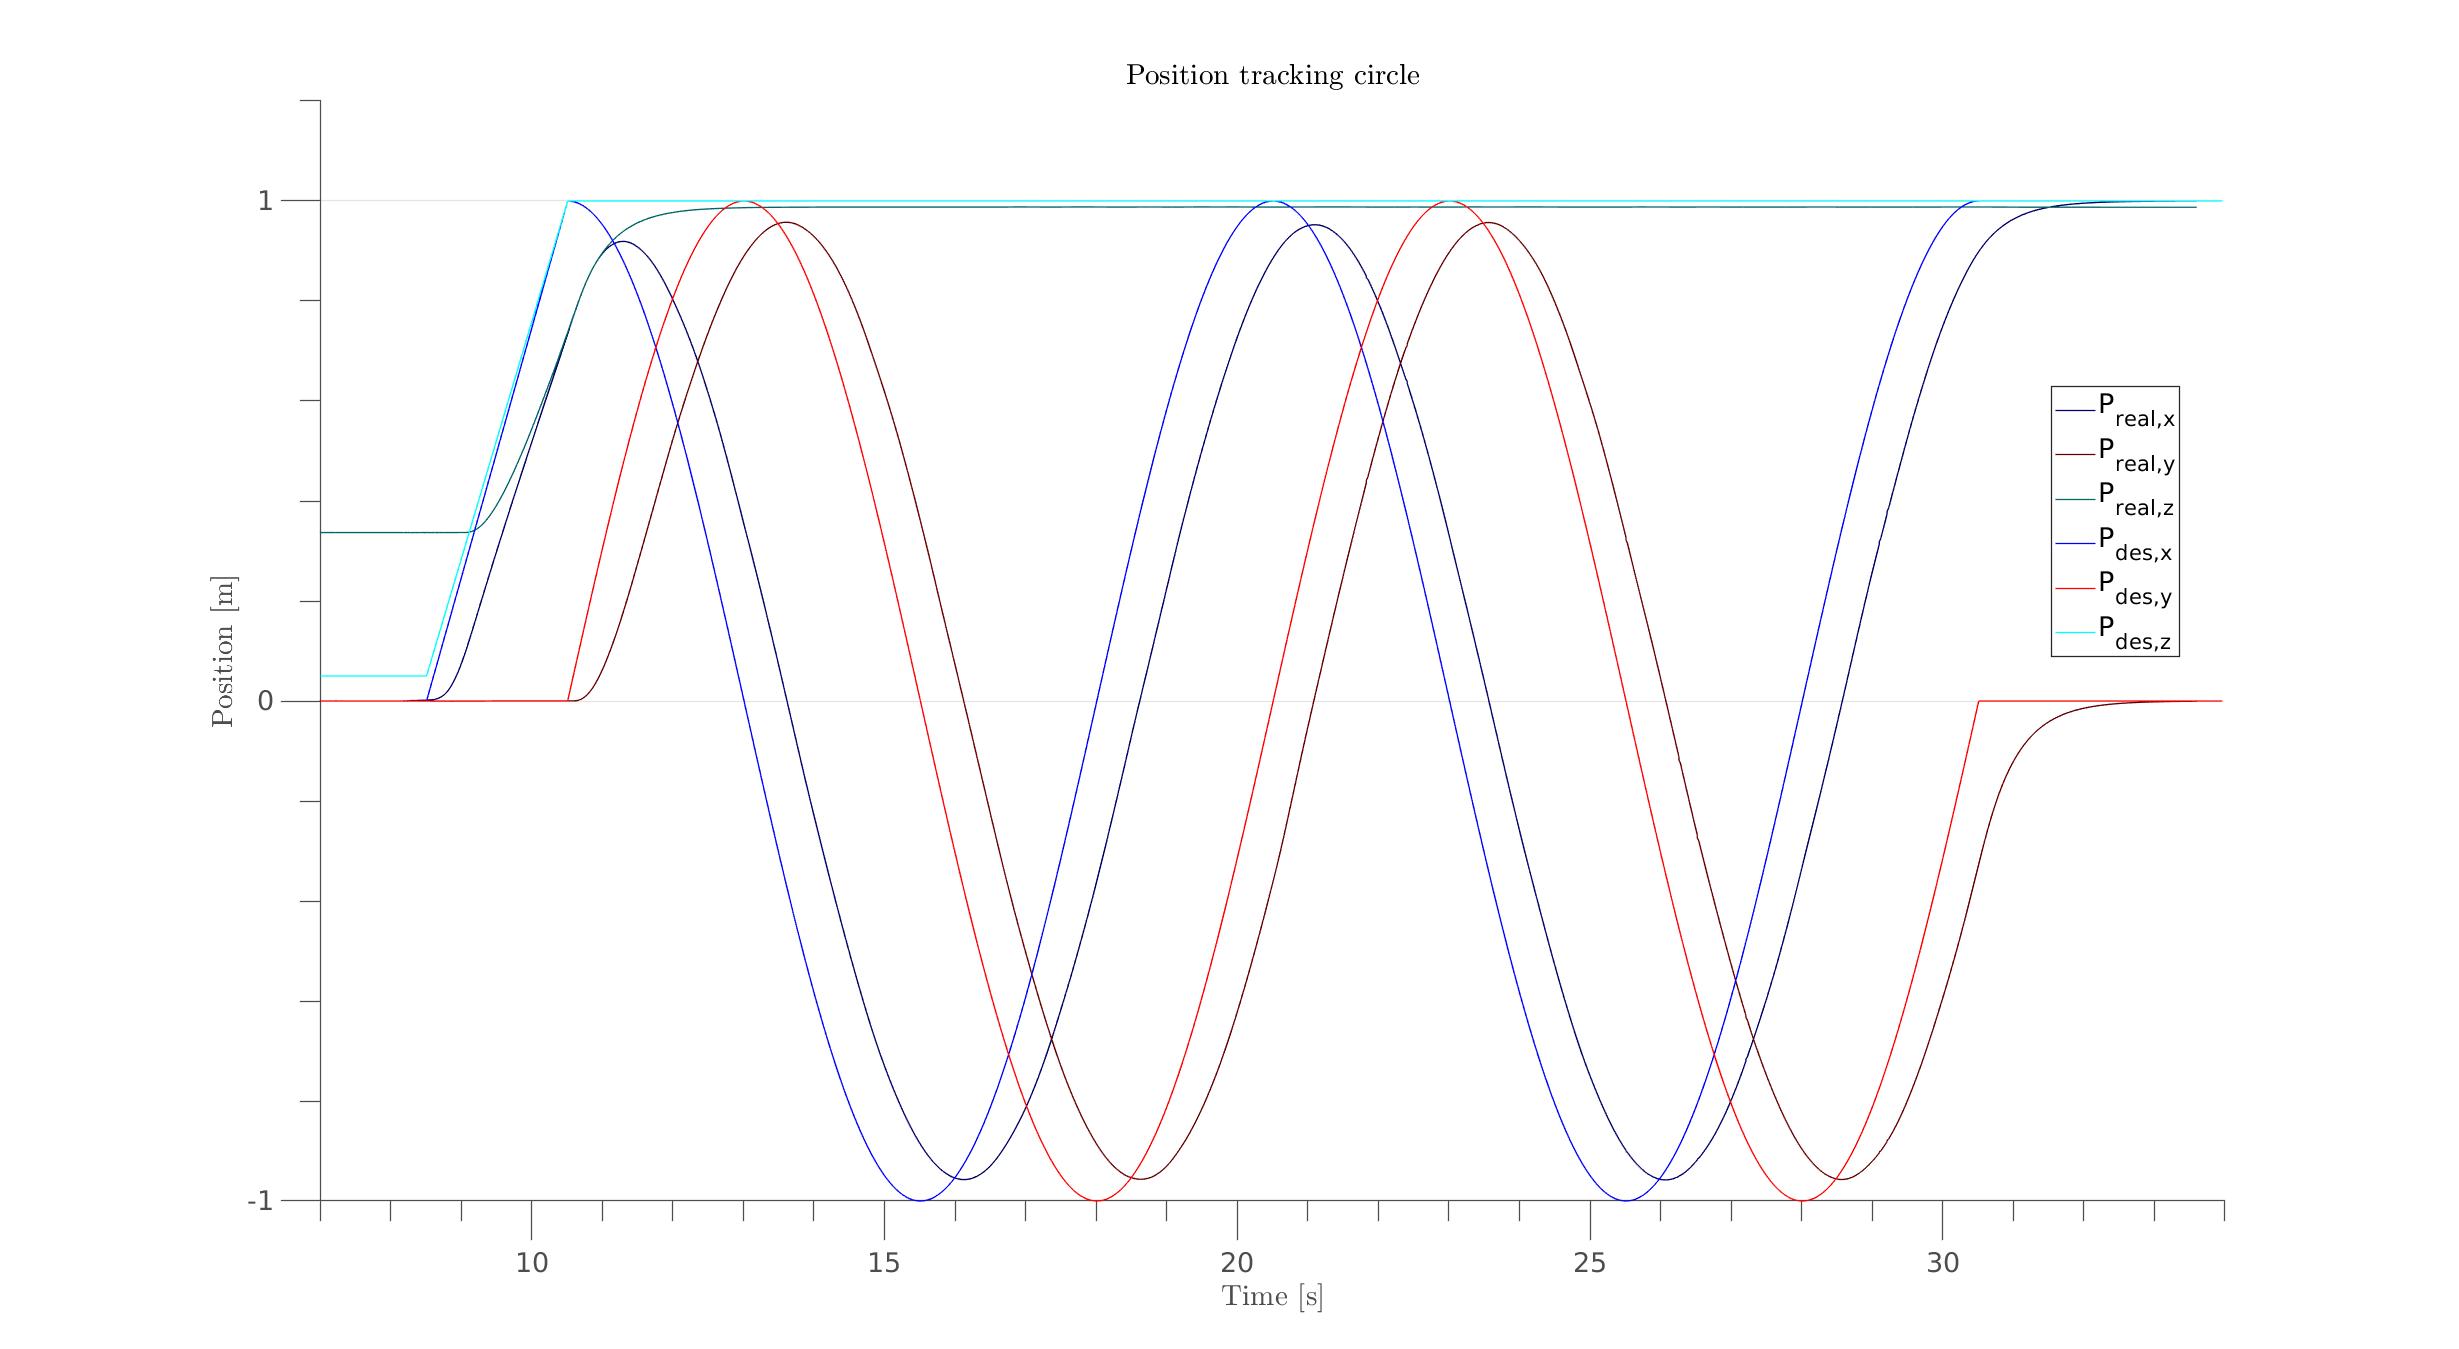 Position tracking circle
1
0
-1
Position [m]
P real,x
P real,y
P real,z
P des,x
P des,y
P des,z
10 15 20 25 30
Time [s]